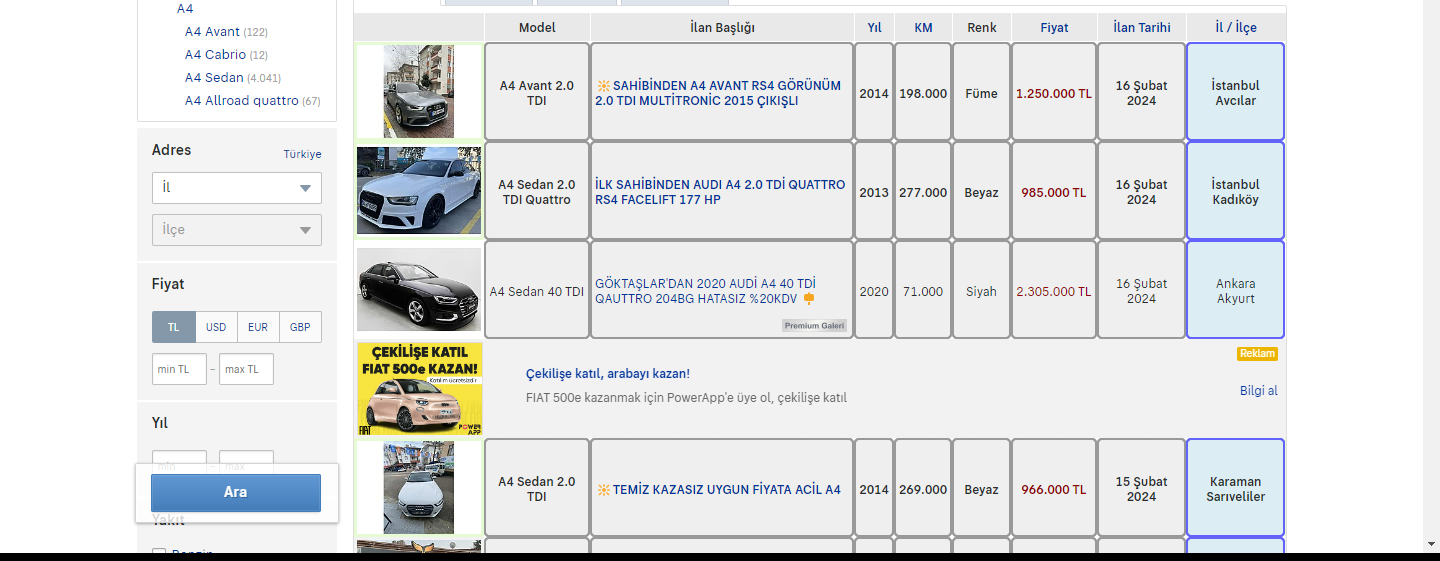 A4
A4 Avant (122)
A4 Cabrio (12)
A4 Sedan (4.041)
A4 Allroad quattro (67)
Adres
Türkiye
İl
İlçe
Fiyat
TL USD EUR GBP
min TL - max TL
Yıl
min - max
Ara
Yakıt
Benzin
Model İlan Başlığı Yıl KM Renk Fiyat İlan Tarihi İl / İlçe
A4 Avant 2.0
TDI
SAHİBİNDEN A4 AVANT RS4 GÖRÜNÜM
2.0 TDI MULTİTRONİC 2015 ÇIKIŞLI
2014
198.000
Füme
1.250.000 TL
16 Şubat
2024
İstanbul
Avcılar
A4 Sedan 2.0
TDI Quattro
İLK SAHİBİNDEN AUDI A4 2.0 TDİ QUATTRO
RS4 FACELIFT 177 HP
2013
277.000
Beyaz
985.000 TL
16 Şubat
2024
İstanbul
Kadıköy
A4 Sedan 40 TDI
GÖKTAŞLAR'DAN 2020 AUDİ A4 40 TDİ
QAUTTRO 204BG HATASIZ %20KDV
Premium Galeri
2020
71.000
Siyah
2.305.000 TL
16 Şubat
2024
Ankara
Akyurt
ÇEKİLİŞE KATIL
FIAT 500e KAZAN!
Katılım ücretsizdir
FIAT
POWER
APP
Çekilişe katıl, arabayı kazan!
FIAT 500e kazanmak için PowerApp'e üye ol, çekilişe katıl
Reklam
Bilgi al
A4 Sedan 2.0
TDI
TEMİZ KAZASIZ UYGUN FİYATA ACİL A4
2014
269.000
Beyaz
966.000 TL
15 Şubat
2024
Karaman
Sarıveliler